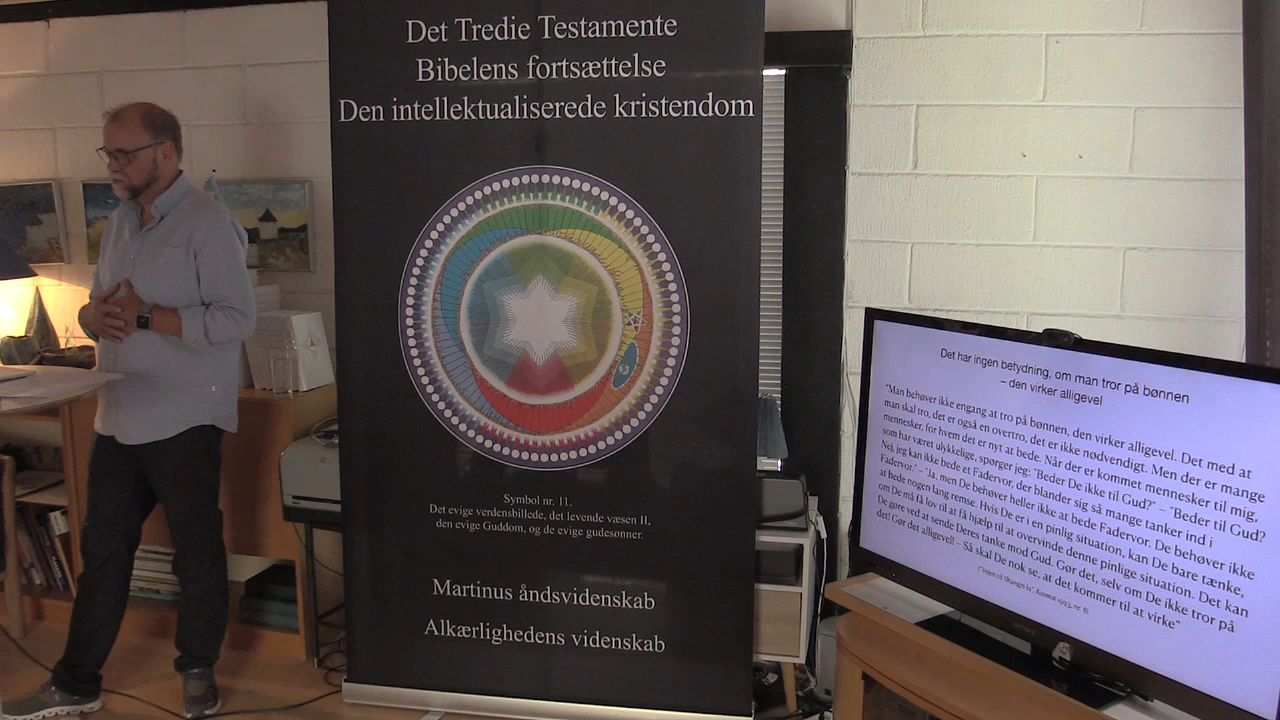 Det Tredie Testamente
Bibelens fortsættelse
Den intellektualiserede kristendom
Symbol nr. 11.
Det evige verdensbillede, det levende væsen II,
den evige Guddom, og de evige gudesønner.
Martinus åndsvidenskab
Alkærlighedens videnskab
Det har ingen betydning, om man tror på bønnen
– den virker alligevel
"Man behøver ikke engang at tro på bønnen, den virker alligevel. Det med at
man skal tro, det er også en overtro, det er ikke nødvendigt. Men der er mange
mennesker, for hvem det er nyt at bede. Når der er kommet mennesker til mig,
som har været ulykkelige, spørger jeg: "Beder De ikke til Gud?" – "Beder til Gud?
Nej, jeg kan ikke bede et Fadervor, der blander sig så mange tanker ind i
Fadervor." – "Ja, men De behøver heller ikke at bede Fadervor. De behøver ikke
at bede nogen lang remse. Hvis De er i en pinlig situation, kan De bare tænke,
om De må få lov til at få hjælp til at overvinde denne pinlige situation. Det kan
De gøre ved at sende Deres tanke mod Gud. Gør det, selv om De ikke tror på
det! Gør det alligevel! – Så skal De nok se, at det kommer til at virke"
SONY